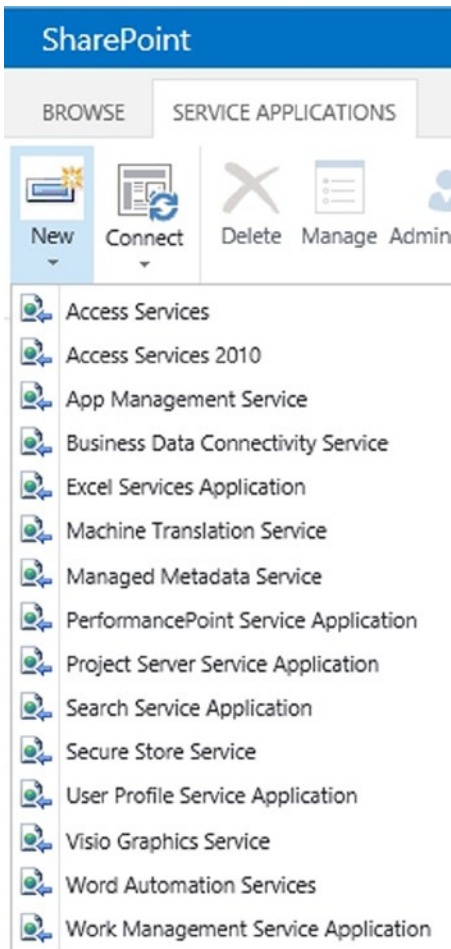 SharePoint
BROWSE SERVICE APPLICATIONS
New Connect Delete Manage Admin
Access Services
Access Services 2010
App Management Service
Business Data Connectivity Service
Excel Services Application
Machine Translation Service
Managed Metadata Service
PerformancePoint Service Application
Project Server Service Application
Search Service Application
Secure Store Service
User Profile Service Application
Visio Graphics Service
Word Automation Services
Work Management Service Application